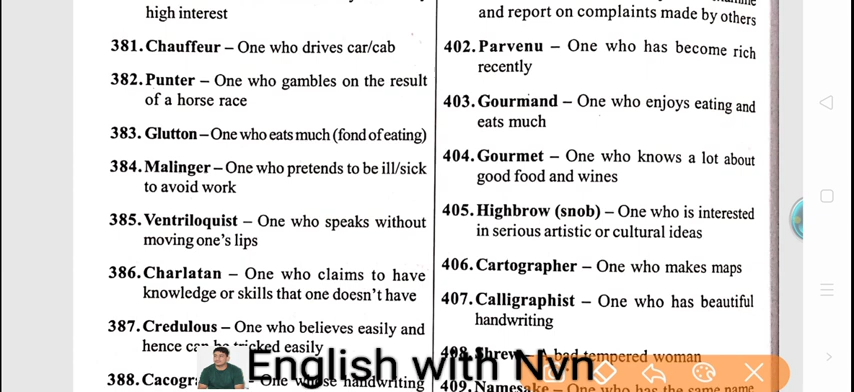 high interest
381. Chauffeur – One who drives car/cab
382. Punter – One who gambles on the result
of a horse race
383. Glutton – One who eats much (fond of eating)
384. Malinger – One who pretends to be ill/sick
to avoid work
385. Ventriloquist – One who speaks without
moving one's lips
386. Charlatan – One who claims to have
knowledge or skills that one doesn't have
387. Credulous – One who believes easily and
hence can be tricked easily
388. Cacogr – One whose handwriting
and report on complaints made by others
402. Parvenu – One who has become rich
recently
403. Gourmand – One who enjoys eating and
eats much
404. Gourmet – One who knows a lot about
good food and wines
405. Highbrow (snob) – One who is interested
in serious artistic or cultural ideas
406. Cartographer – One who makes maps
407. Calligraphist – One who has beautiful
handwriting
408. Shrew – A bad tempered woman
409. Namesake – One who has the same name
English with Nvn